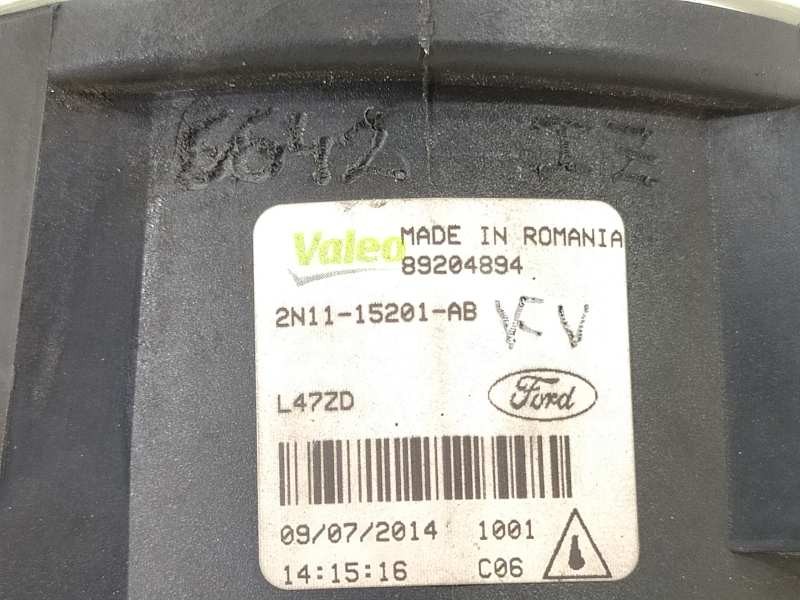 6642 IZ
Valeo MADE IN ROMANIA
89204894
2N11-15201-AB KV
L47ZD Ford
09/07/2014 1001
14:15:16 C06